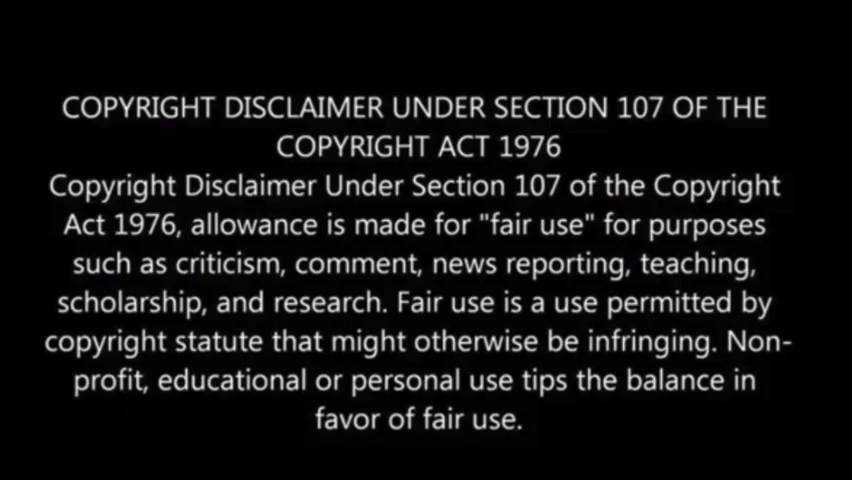 COPYRIGHT DISCLAIMER UNDER SECTION 107 OF THE
COPYRIGHT ACT 1976
Copyright Disclaimer Under Section 107 of the Copyright
Act 1976, allowance is made for "fair use" for purposes
such as criticism, comment, news reporting, teaching,
scholarship, and research. Fair use is a use permitted by
copyright statute that might otherwise be infringing. Non-
profit, educational or personal use tips the balance in
favor of fair use.